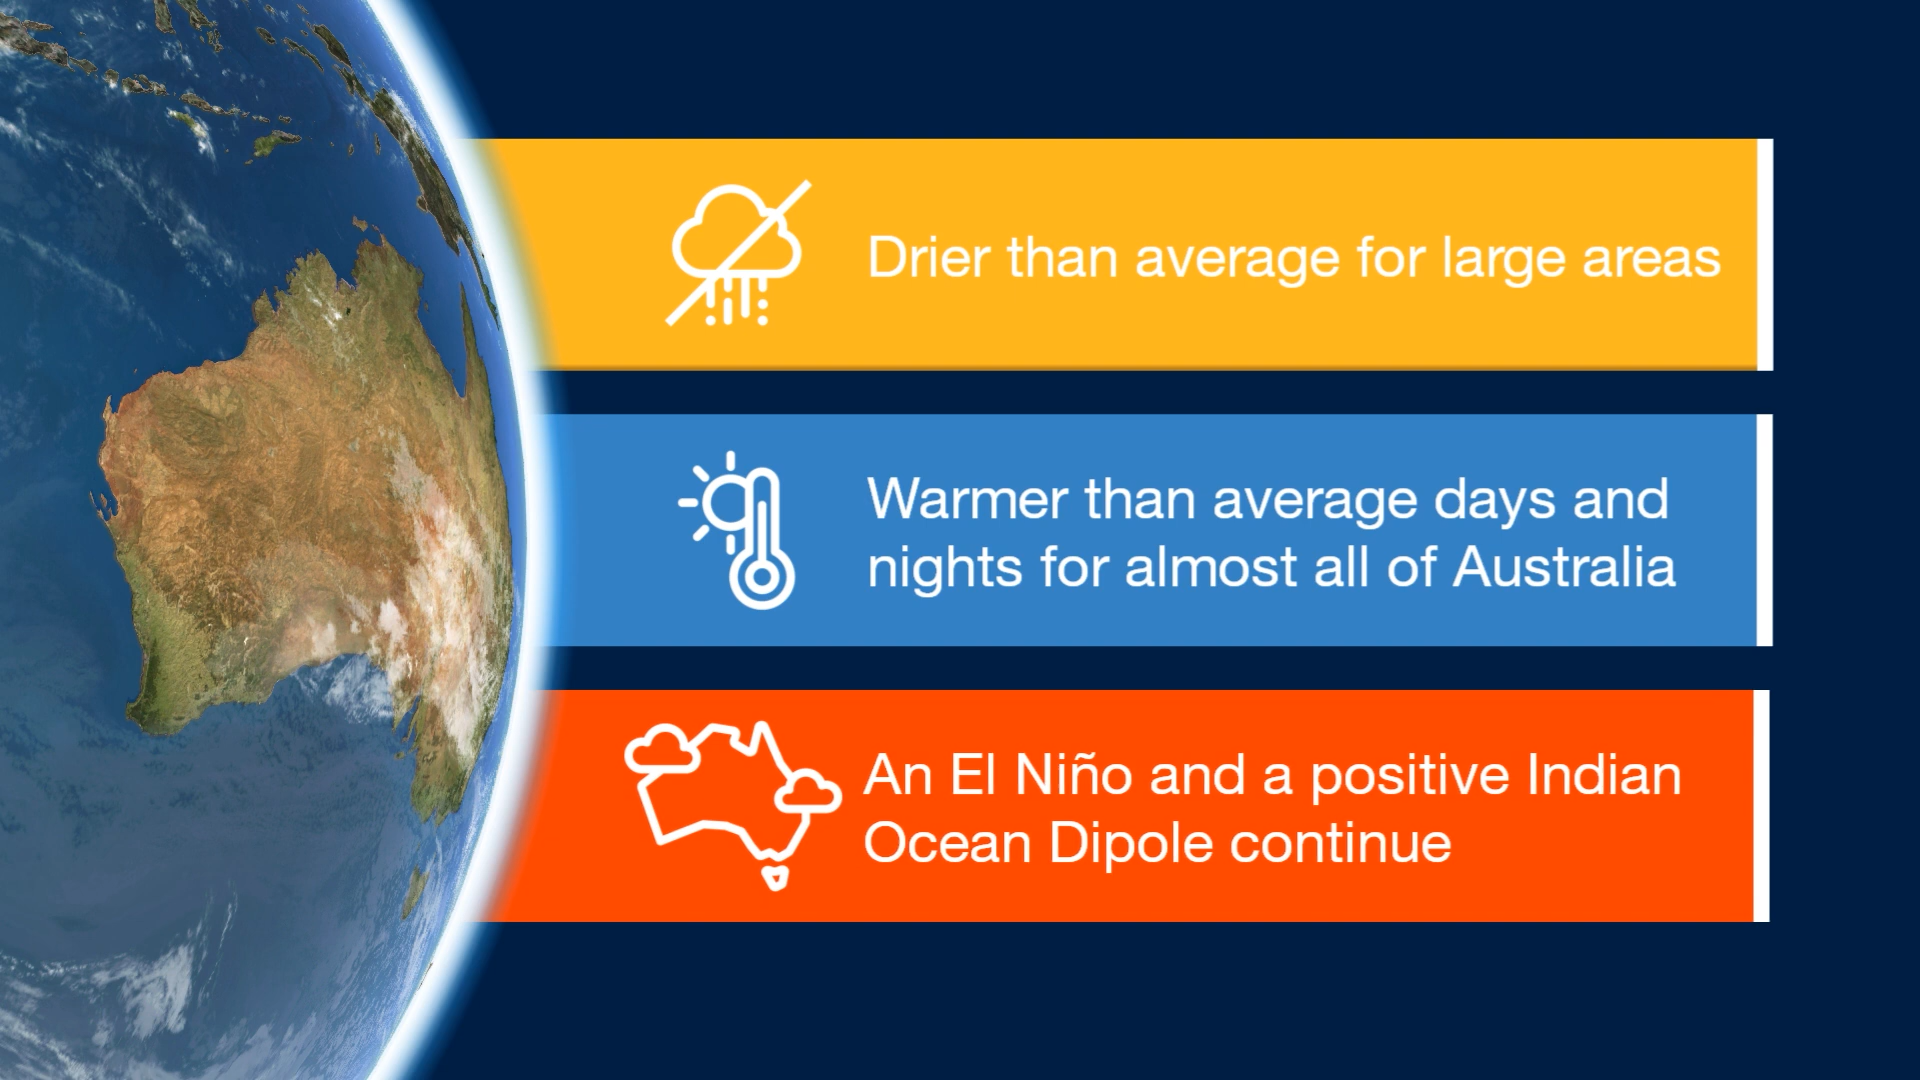 Drier than average for large areas
Warmer than average days and
nights for almost all of Australia
An El Niño and a positive Indian
Ocean Dipole continue